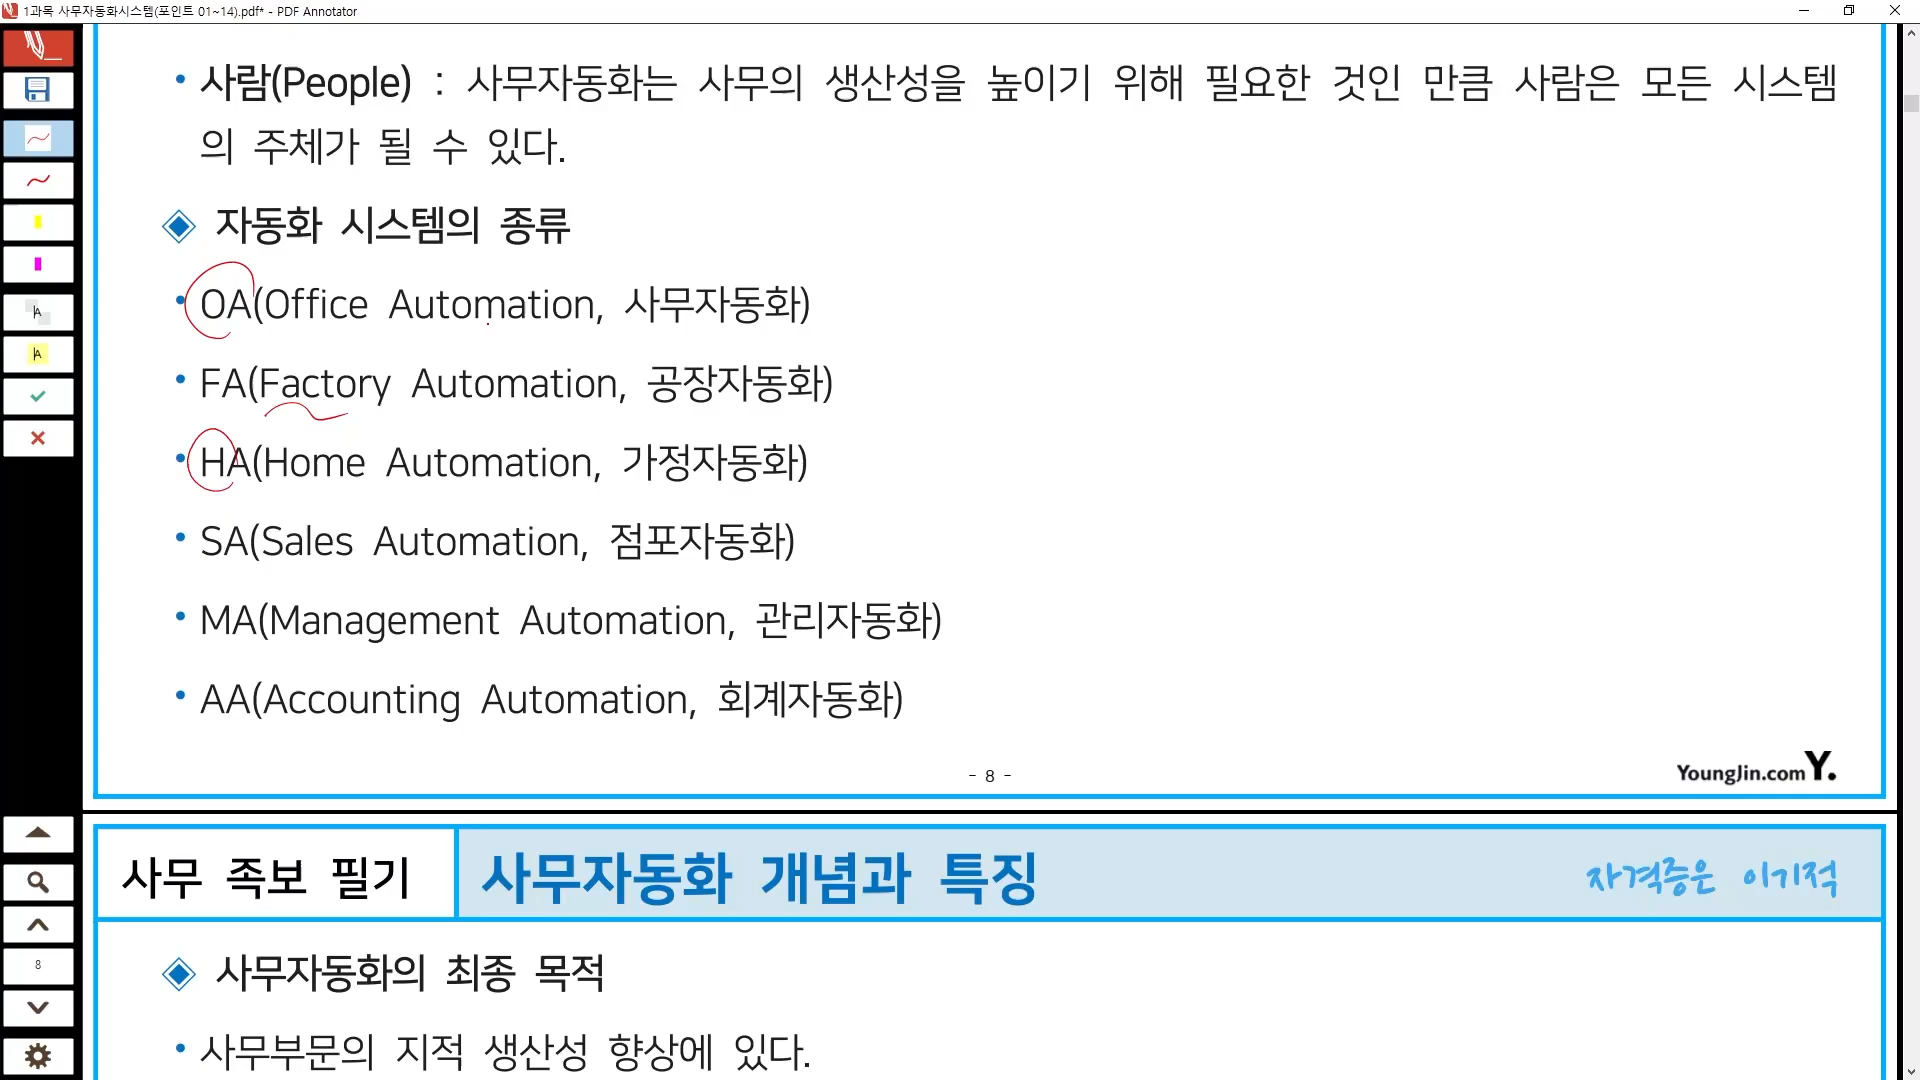 1과목 사무자동화시스템(포인트 01~14).pdf* - PDF Annotator
• 사람(People) : 사무자동화는 사무의 생산성을 높이기 위해 필요한 것인 만큼 사람은 모든 시스템
의 주체가 될 수 있다.
◈ 자동화 시스템의 종류
• OA(Office Automation, 사무자동화)
• FA(Factory Automation, 공장자동화)
• HA(Home Automation, 가정자동화)
• SA(Sales Automation, 점포자동화)
• MA(Management Automation, 관리자동화)
• AA(Accounting Automation, 회계자동화)
- 8 -
YoungJin.com Y.
사무 족보 필기
사무자동화 개념과 특징
자격증은 이기적
8
◈ 사무자동화의 최종 목적
• 사무부문의 지적 생산성 향상에 있다.